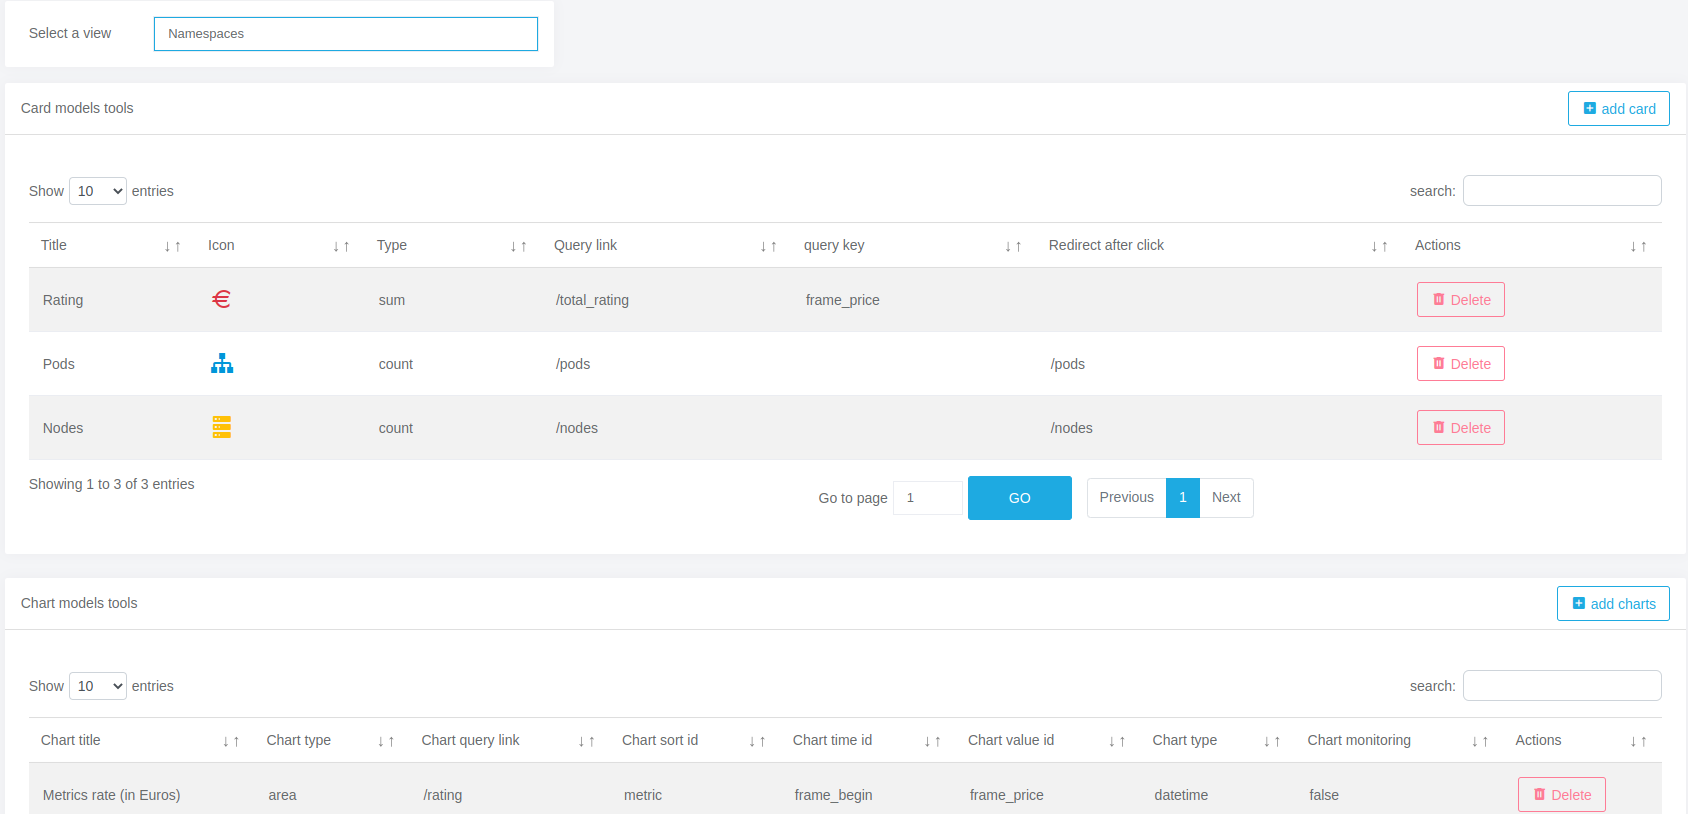 Select a view Namespaces
Card models tools add card
Show 10 entries search:
Title ↓↑ Icon ↓↑ Type ↓↑ Query link ↓↑ query key ↓↑ Redirect after click ↓↑ Actions ↓↑
Rating sum /total_rating frame_price Delete
Pods count /pods /pods Delete
Nodes count /nodes /nodes Delete
Showing 1 to 3 of 3 entries
Go to page 1 GO Previous 1 Next
Chart models tools add charts
Show 10 entries search:
Chart title ↓↑ Chart type ↓↑ Chart query link ↓↑ Chart sort id ↓↑ Chart time id ↓↑ Chart value id ↓↑ Chart type ↓↑ Chart monitoring ↓↑ Actions ↓↑
Metrics rate (in Euros) area /rating metric frame_begin frame_price datetime false Delete